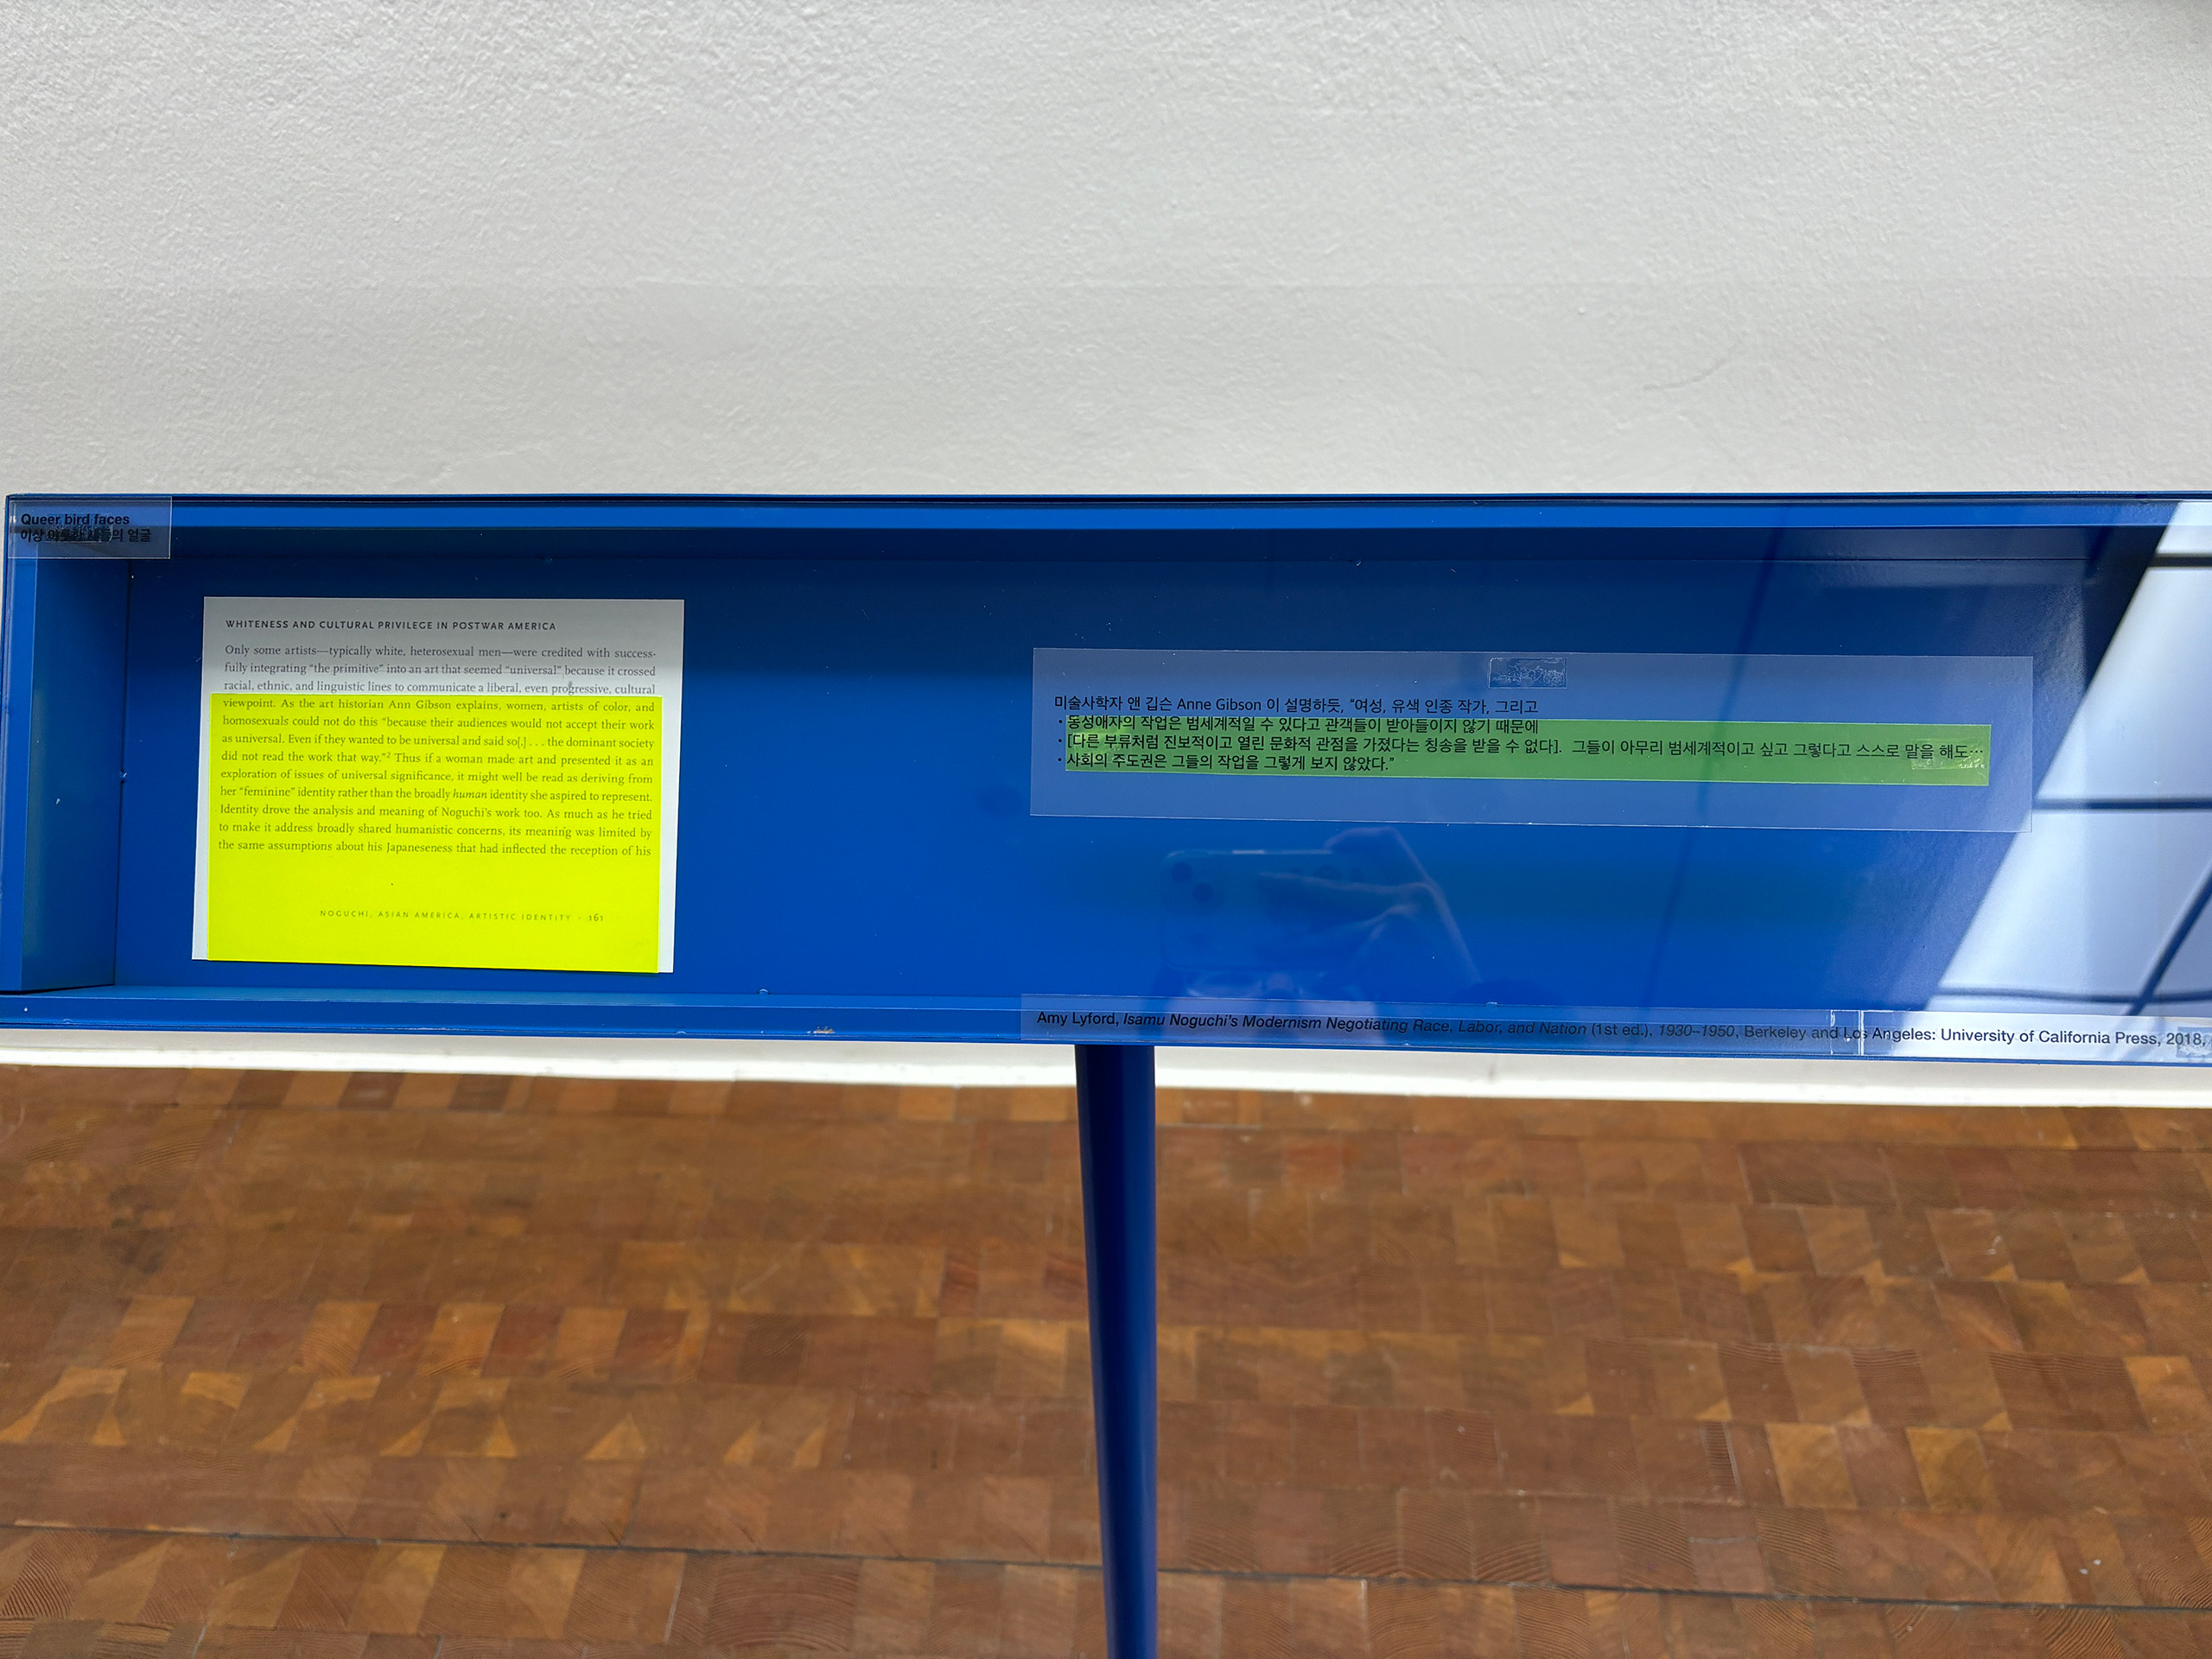 Queer bird faces
이상 야릇한 새들의 얼굴
WHITENESS AND CULTURAL PRIVILEGE IN POSTWAR AMERICA
Only some artists—typically white, heterosexual men—were credited with success-
fully integrating “the primitive” into an art that seemed “universal” because it crossed
racial, ethnic, and linguistic lines to communicate a liberal, even progressive, cultural
viewpoint. As the art historian Ann Gibson explains, women, artists of color, and
homosexuals could not do this “because their audiences would not accept their work
as universal. Even if they wanted to be universal and said so[.] . . . the dominant society
did not read the work that way.”2 Thus if a woman made art and presented it as an
exploration of issues of universal significance, it might well be read as deriving from
her “feminine” identity rather than the broadly human identity she aspired to represent.
Identity drove the analysis and meaning of Noguchi’s work too. As much as he tried
to make it address broadly shared humanistic concerns, its meaning was limited by
the same assumptions about his Japaneseness that had inflected the reception of his
NOGUCHI, ASIAN AMERICA, ARTISTIC IDENTITY · 161
미술사학자 앤 깁슨 Anne Gibson 이 설명하듯, “여성, 유색 인종 작가, 그리고
· 동성애자의 작업은 범세계적일 수 있다고 관객들이 받아들이지 않기 때문에
· [다른 부류처럼 진보적이고 열린 문화적 관점을 가졌다는 칭송을 받을 수 없다]. 그들이 아무리 범세계적이고 싶고 그렇다고 스스로 말을 해도…
· 사회의 주도권은 그들의 작업을 그렇게 보지 않았다.”
Amy Lyford, Isamu Noguchi’s Modernism Negotiating Race, Labor, and Nation (1st ed.), 1930–1950, Berkeley and Los Angeles: University of California Press, 2018,